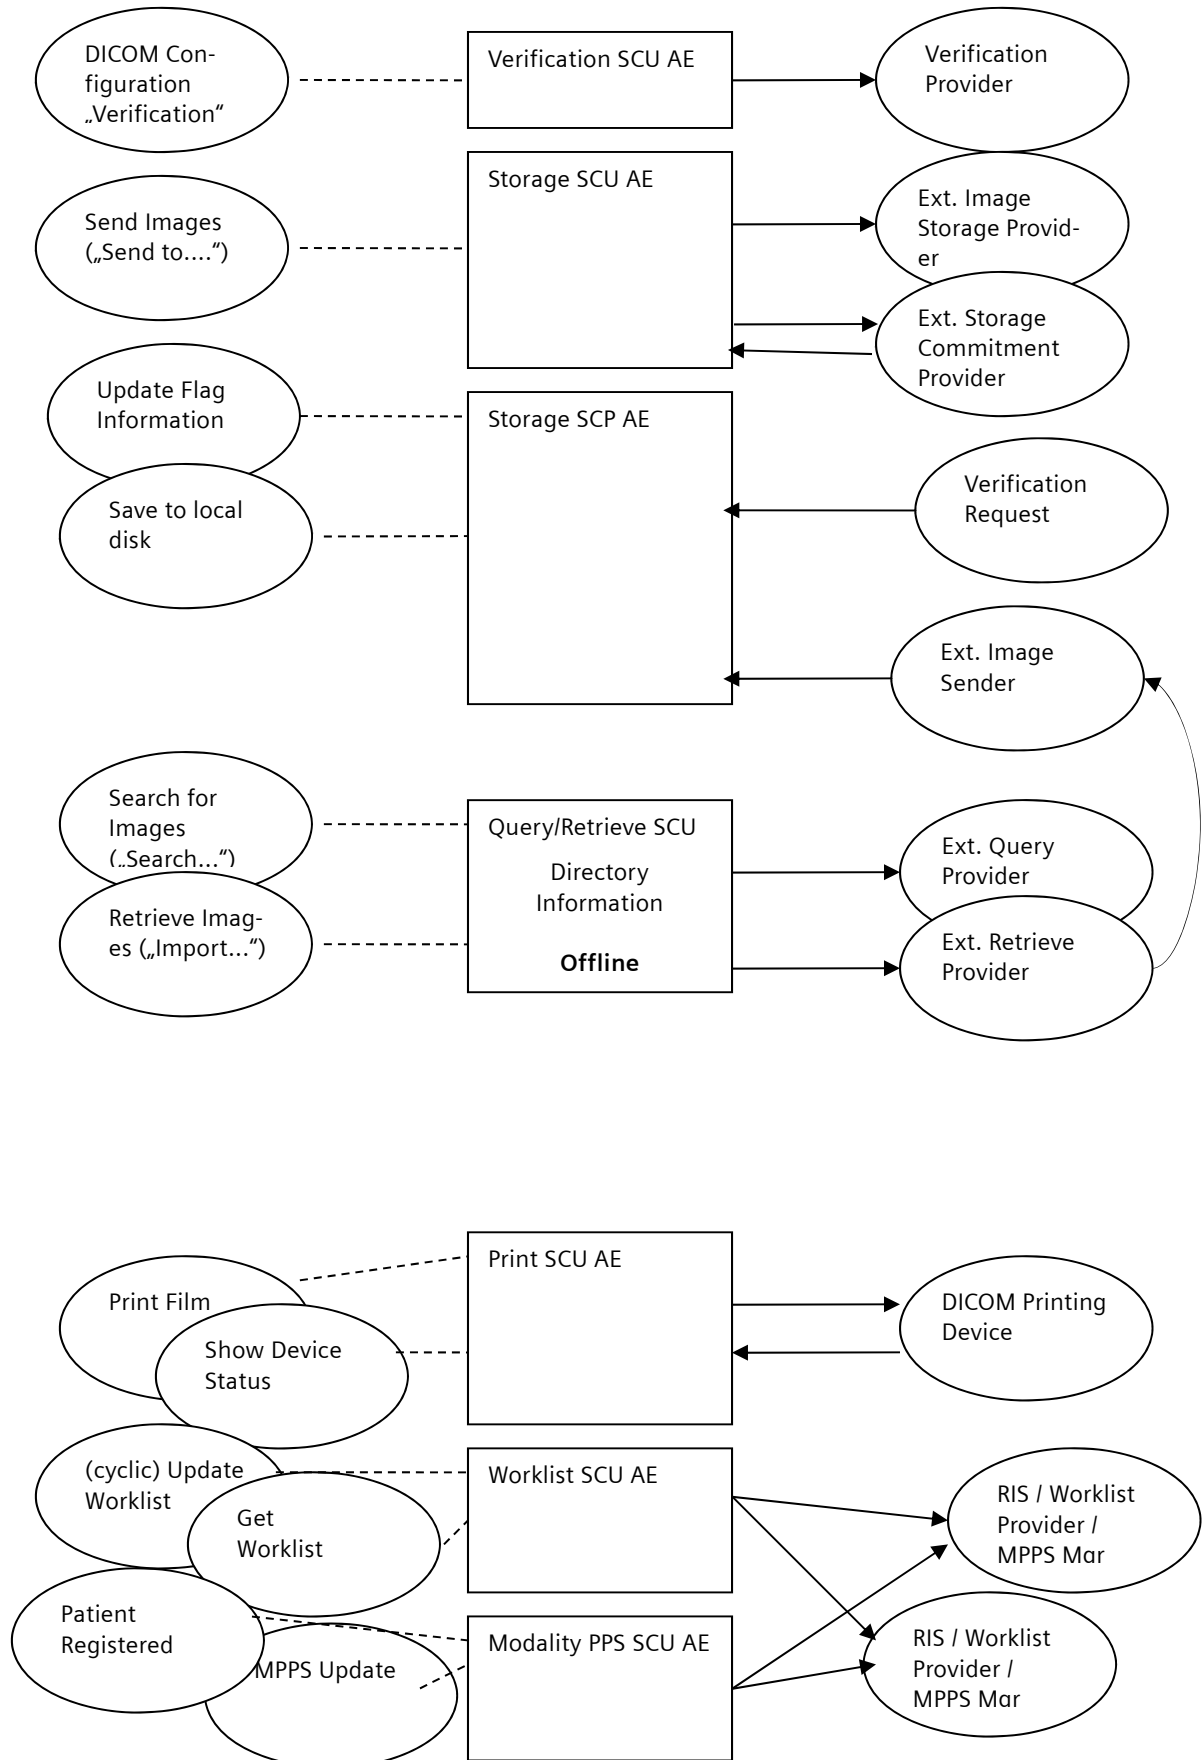 DICOM Con-
figuration
„Verification“
Verification SCU AE
Verification
Provider
Send Images
(„Send to....“)
Storage SCU AE
Ext. Image
Storage Provid-
er
Ext. Storage
Commitment
Provider
Update Flag
Information
Save to local
disk
Storage SCP AE
Verification
Request
Ext. Image
Sender
Search for
Images
(„Search...“)
Retrieve Imag-
es („Import...“)
Query/Retrieve SCU
Directory
Information
Offline
Ext. Query
Provider
Ext. Retrieve
Provider
Print Film
Show Device
Status
Print SCU AE
DICOM Printing
Device
(cyclic) Update
Worklist
Get
Worklist
Worklist SCU AE
RIS / Worklist
Provider /
MPPS Mar
Patient
Registered
MPPS Update
Modality PPS SCU AE
RIS / Worklist
Provider /
MPPS Mar